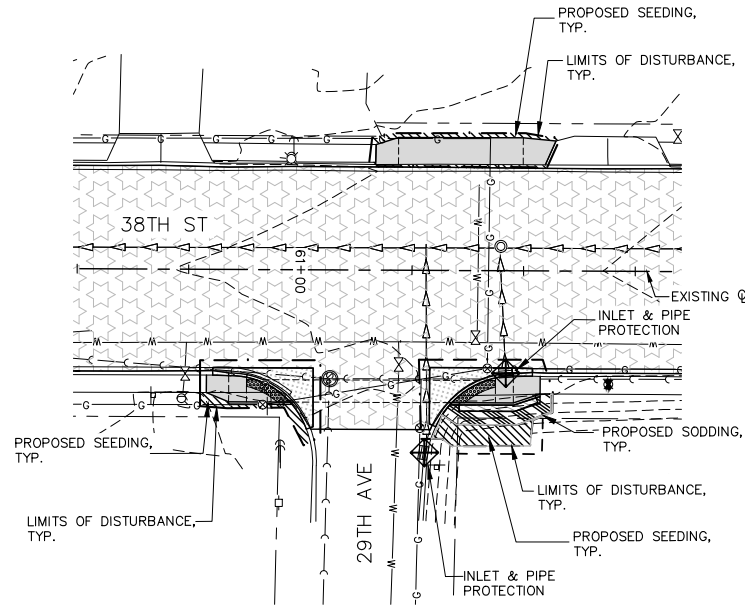 PROPOSED SEEDING,
TYP.
LIMITS OF DISTURBANCE,
TYP.
G
G
G
G
38TH ST
61+00
W
G
G
EXISTING ℄
INLET & PIPE
PROTECTION
W
W
W
W
G
G
PROPOSED SEEDING,
TYP.
PROPOSED SODDING,
TYP.
LIMITS OF DISTURBANCE,
TYP.
LIMITS OF DISTURBANCE,
TYP.
29TH AVE
W
G
W
G
PROPOSED SEEDING,
TYP.
INLET & PIPE
PROTECTION